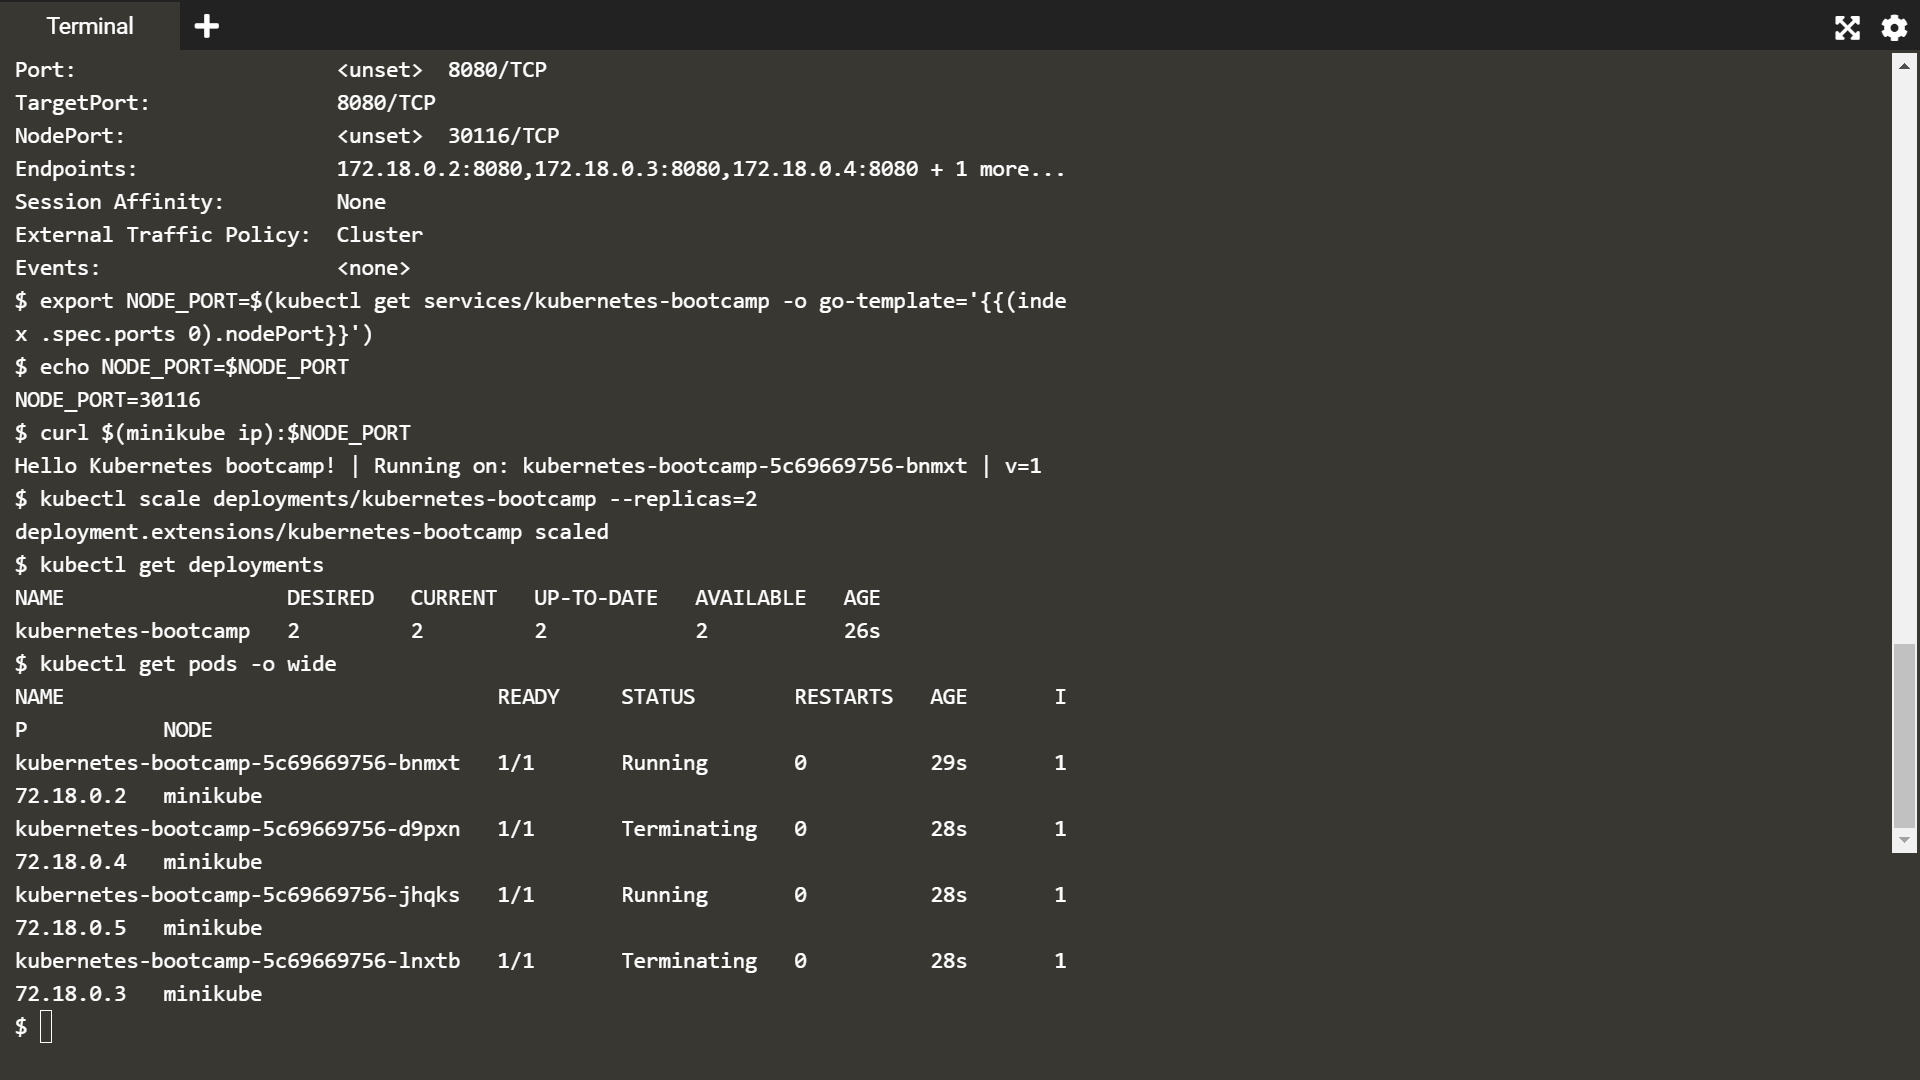 Terminal
Port:                     <unset>  8080/TCP
TargetPort:               8080/TCP
NodePort:                 <unset>  30116/TCP
Endpoints:                172.18.0.2:8080,172.18.0.3:8080,172.18.0.4:8080 + 1 more...
Session Affinity:         None
External Traffic Policy:  Cluster
Events:                   <none>
$ export NODE_PORT=$(kubectl get services/kubernetes-bootcamp -o go-template='{{(inde
x .spec.ports 0).nodePort}}')
$ echo NODE_PORT=$NODE_PORT
NODE_PORT=30116
$ curl $(minikube ip):$NODE_PORT
Hello Kubernetes bootcamp! | Running on: kubernetes-bootcamp-5c69669756-bnmxt | v=1
$ kubectl scale deployments/kubernetes-bootcamp --replicas=2
deployment.extensions/kubernetes-bootcamp scaled
$ kubectl get deployments
NAME                  DESIRED   CURRENT   UP-TO-DATE   AVAILABLE   AGE
kubernetes-bootcamp   2         2         2            2           26s
$ kubectl get pods -o wide
NAME                                   READY     STATUS        RESTARTS   AGE       I
P           NODE
kubernetes-bootcamp-5c69669756-bnmxt   1/1       Running       0          29s       1
72.18.0.2   minikube
kubernetes-bootcamp-5c69669756-d9pxn   1/1       Terminating   0          28s       1
72.18.0.4   minikube
kubernetes-bootcamp-5c69669756-jhqks   1/1       Running       0          28s       1
72.18.0.5   minikube
kubernetes-bootcamp-5c69669756-lnxtb   1/1       Terminating   0          28s       1
72.18.0.3   minikube
$